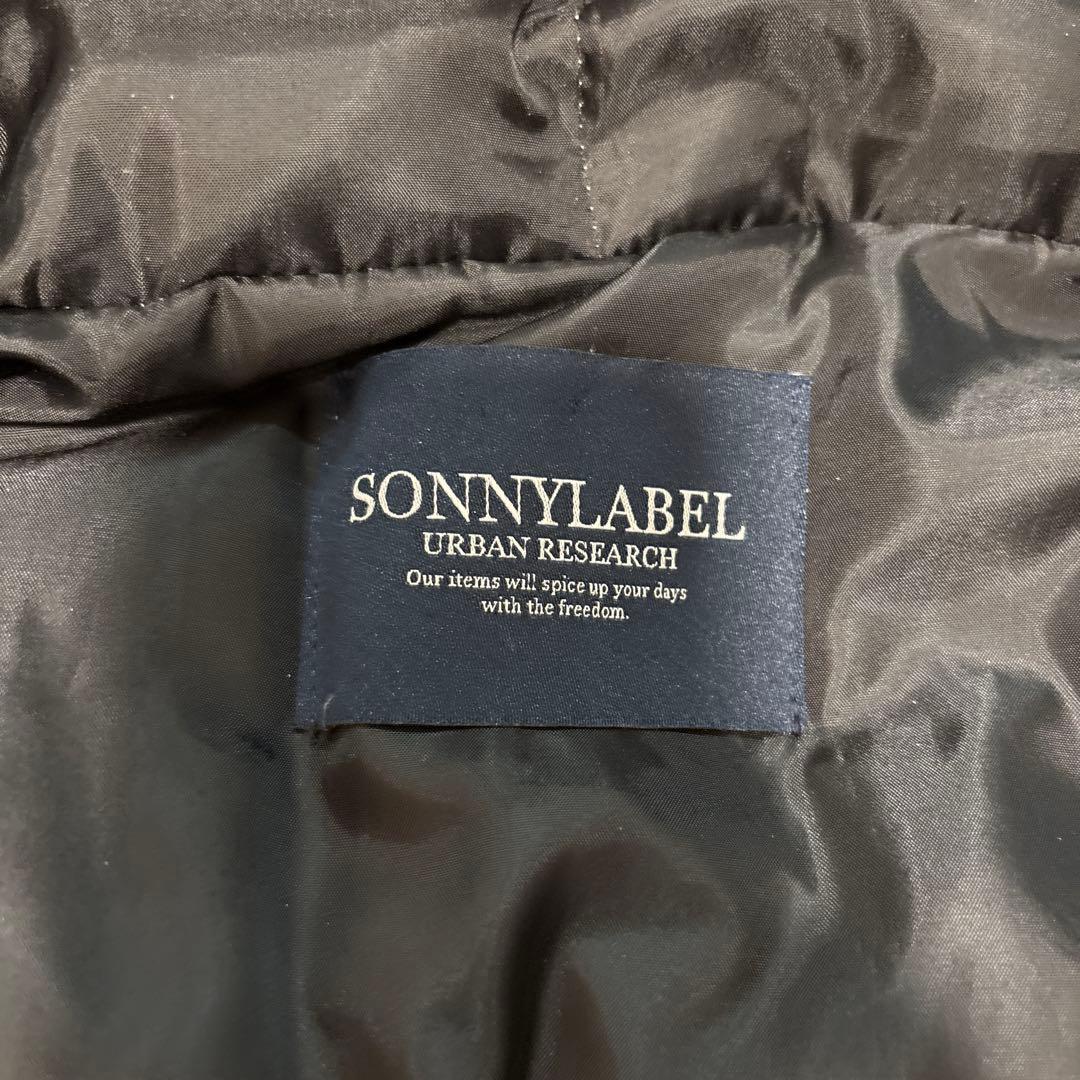 SONNYLABEL
URBAN RESEARCH
Our items will spice up your days
with the freedom.